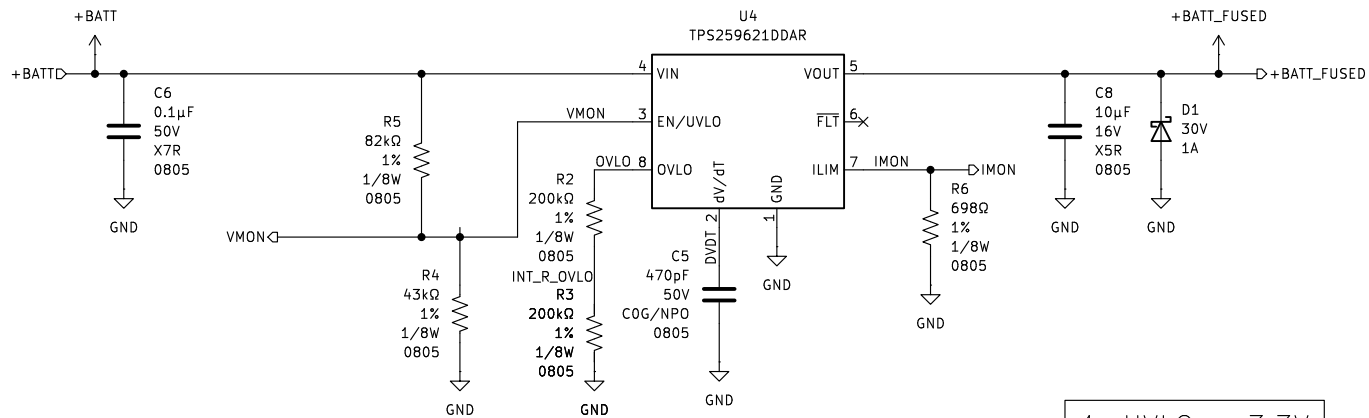 +BATT
U4
TPS259621DDAR
+BATT_FUSED
+BATT
4
VIN
VOUT
5
+BATT_FUSED
C6
0.1µF
50V
X7R
0805
GND
R5
82kΩ
1%
1/8W
0805
VMON
3
EN/UVLO
FLT
6
OVLO
8
OVLO
ILIM
7
IMON
IMON
dV/dT
2
DVDT
GND
1
C8
10µF
16V
X5R
0805
GND
D1
30V
1A
GND
R2
200kΩ
1%
1/8W
0805
R6
698Ω
1%
1/8W
0805
GND
VMON
R4
43kΩ
1%
1/8W
0805
GND
INT_R_OVLO
R3
200kΩ
1%
1/8W
0805
GND
C5
470pF
50V
C0G/NPO
0805
GND
GND